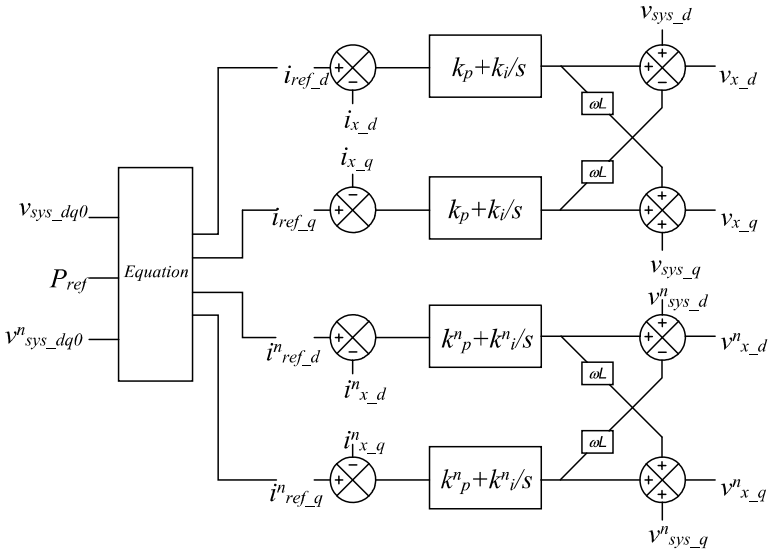 v_sys_d
i_ref_d
+
−
k_p+k_i/s
+
+
−
v_x_d
i_x_d
ωL
i_x_q
ωL
v_sys_dq0
i_ref_q
−
+
k_p+k_i/s
+
+
+
v_x_q
P_ref
Equation
v_sys_q
v^n_sys_d
v^n_sys_dq0
i^n_ref_d
+
−
k^n_p+k^n_i/s
+
+
−
v^n_x_d
i^n_x_d
ωL
i^n_x_q
ωL
i^n_ref_q
−
+
k^n_p+k^n_i/s
+
+
+
v^n_x_q
v^n_sys_q